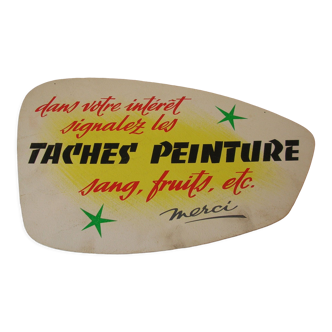 dans votre intérêt
signalez les
TACHES PEINTURE
sang, fruits, etc.
merci